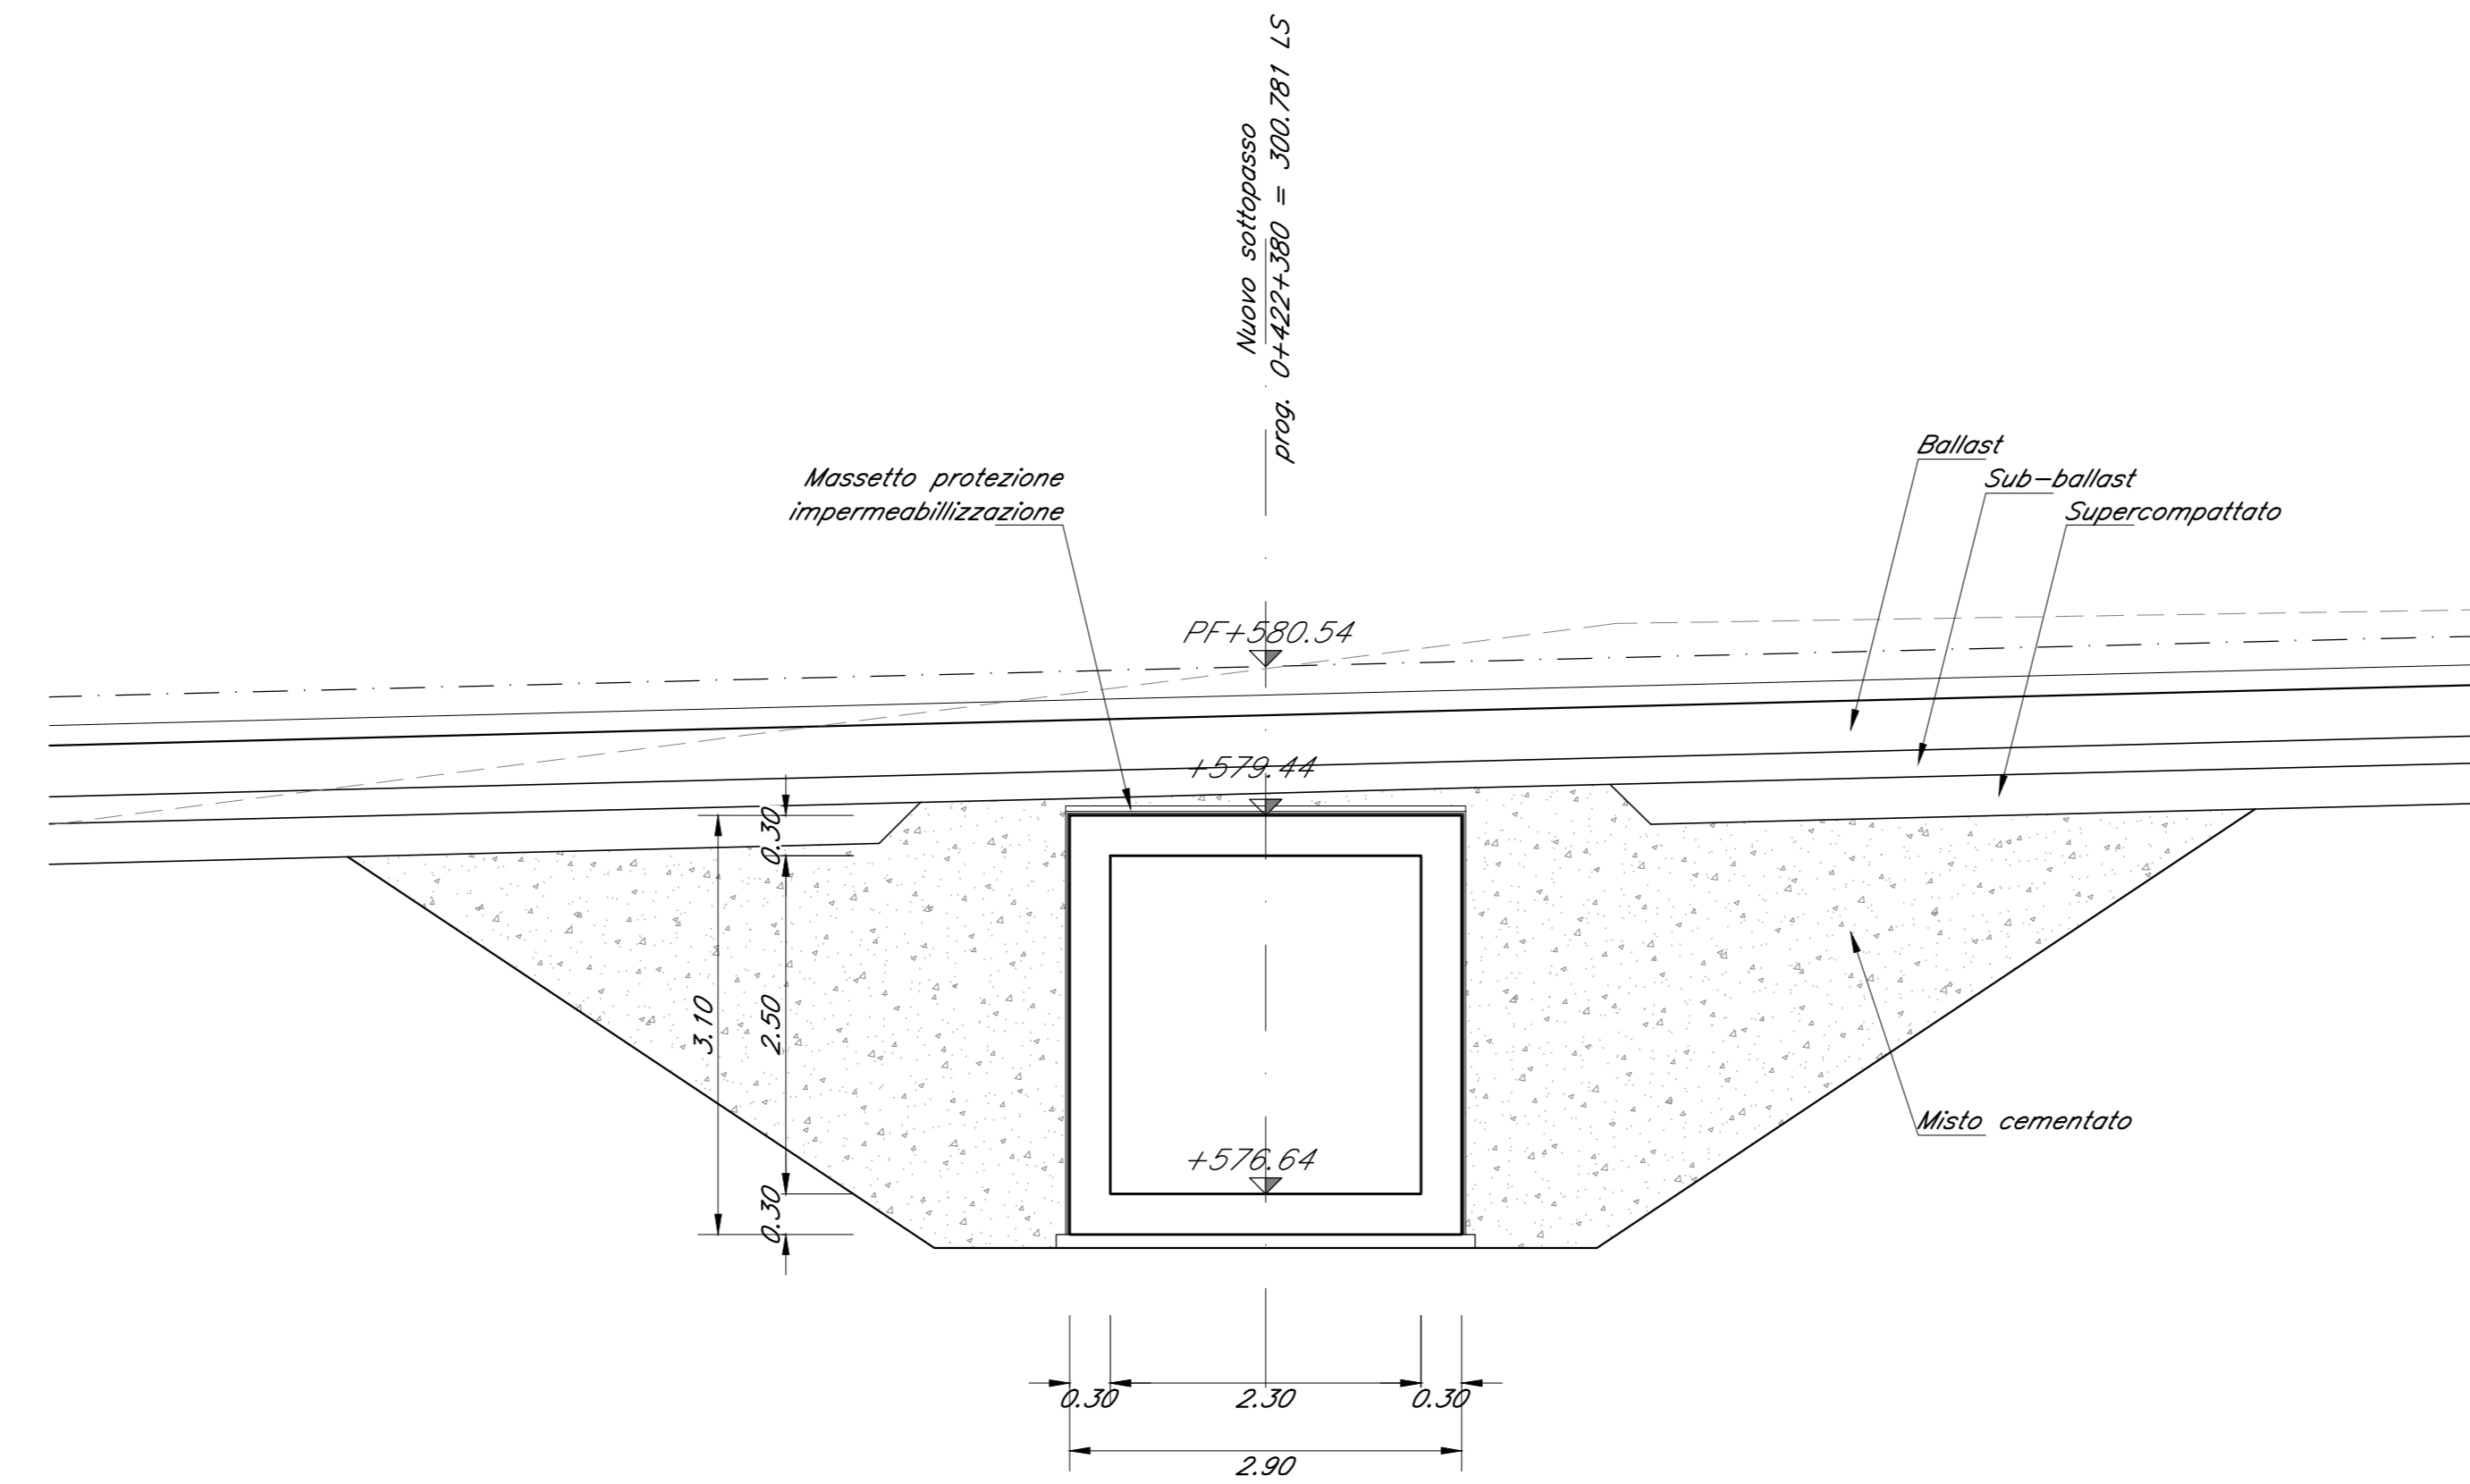 Nuovo sottopasso
prog. 0+422+380 = 300.781 LS
Ballast
Massetto protezione
impermeabillizzazione
Sub-ballast
Supercompattato
PF+580.54
+579.44
0.30
3.10
2.50
Misto cementato
+576.64
0.30
0.30
2.30
0.30
2.90